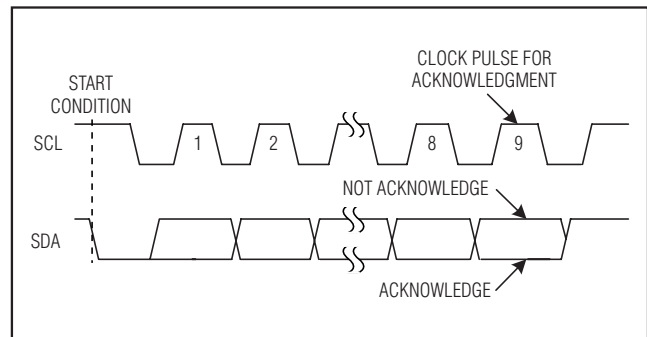 CLOCK PULSE FOR
ACKNOWLEDGMENT
START
CONDITION
SCL
1
2
8
9
NOT ACKNOWLEDGE
SDA
ACKNOWLEDGE